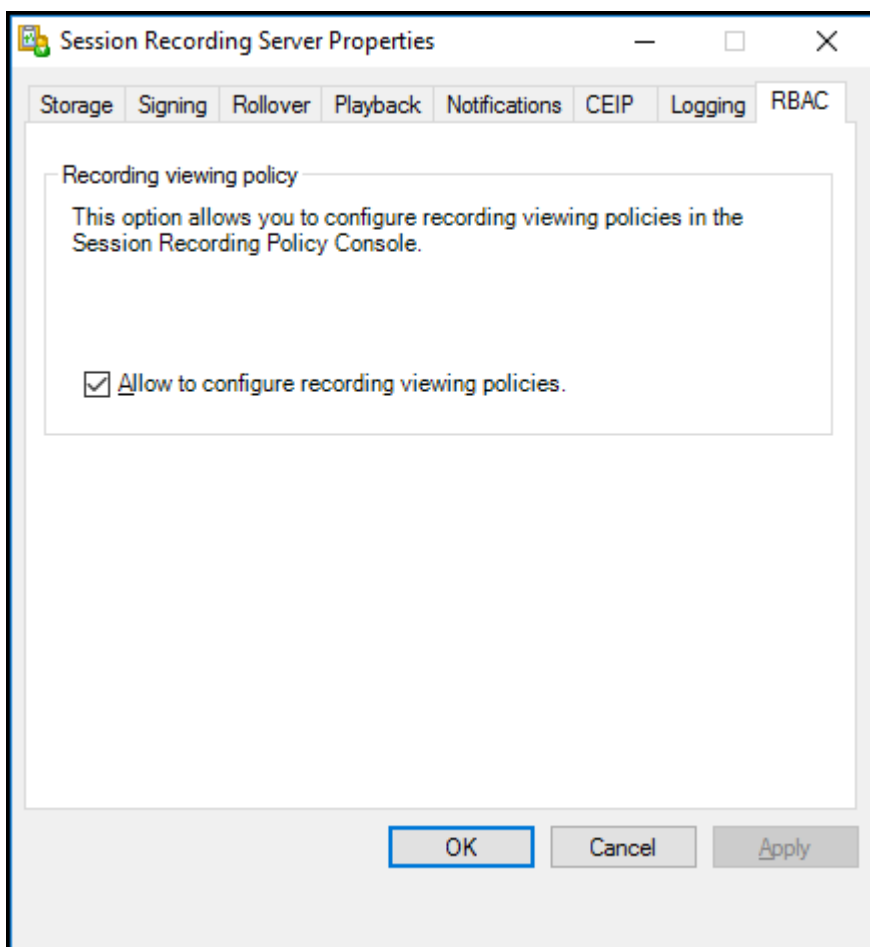 Session Recording Server Properties
Storage Signing Rollover Playback Notifications CEIP Logging RBAC
Recording viewing policy
This option allows you to configure recording viewing policies in the
Session Recording Policy Console.
Allow to configure recording viewing policies.
OK Cancel Apply